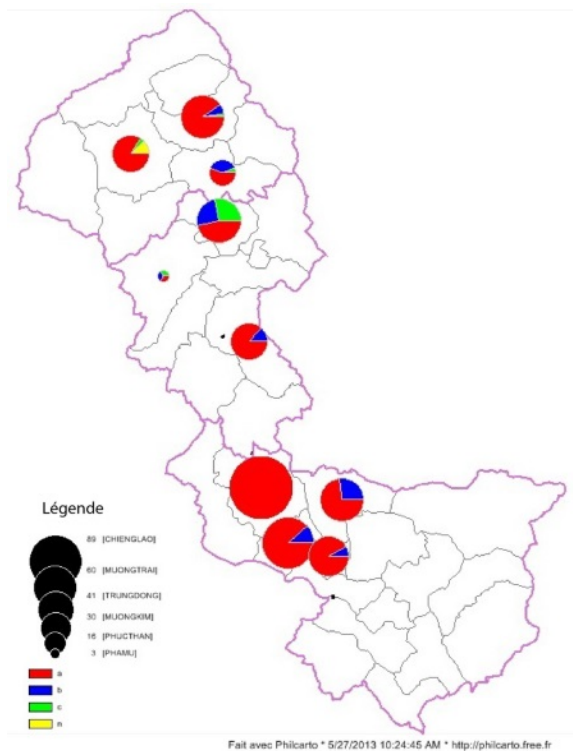 Légende
89 [CHIENGLAO]
60 [MUONGTRAI]
41 [TRUNGDONG]
30 [MUONGKIM]
16 [PHUCTHAN]
3 [PHAMU]
a
b
c
n
Fait avec Philcarto * 5/27/2013 10:24:45 AM * http://philcarto.free.fr